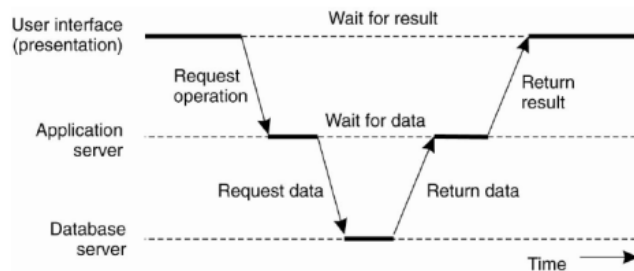 User interface
(presentation)
Wait for result
Request
operation
Return
result
Application
server
Wait for data
Request data
Return data
Database
server
Time